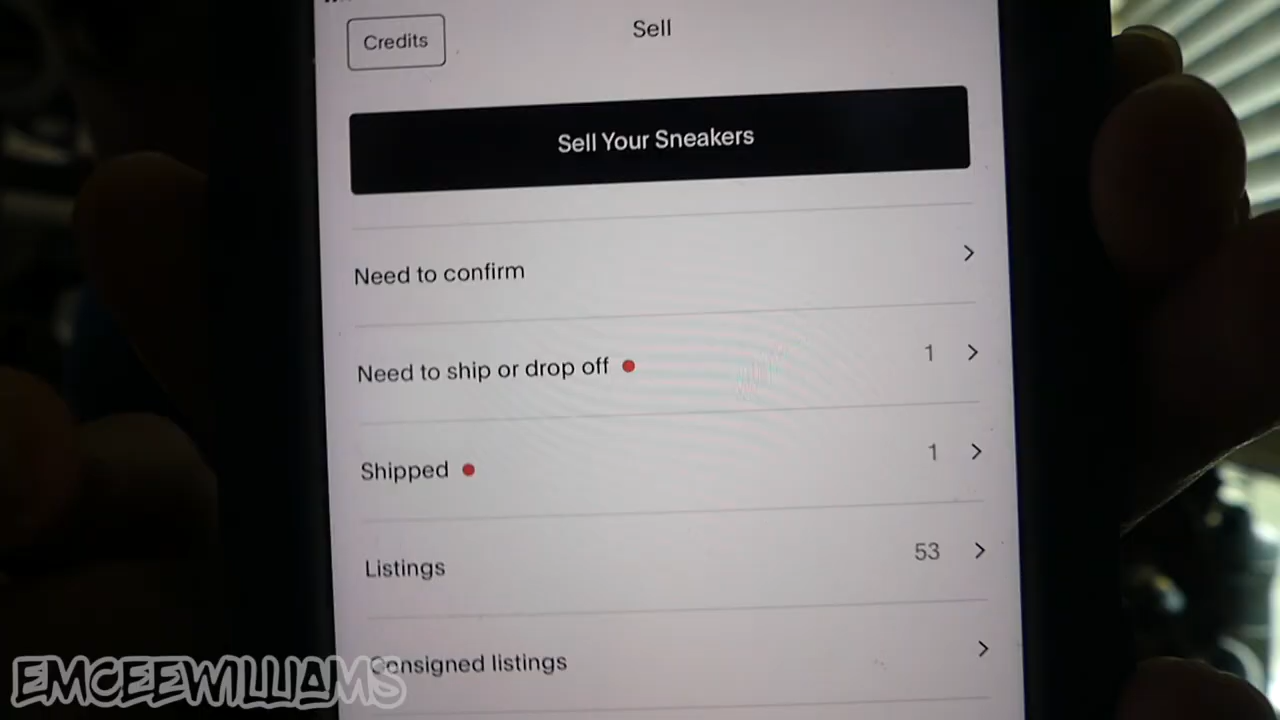 Credits
Sell
Sell Your Sneakers
Need to confirm
Need to ship or drop off 1
Shipped 1
Listings 53
Consigned listings
EMCEEWILLIAMS